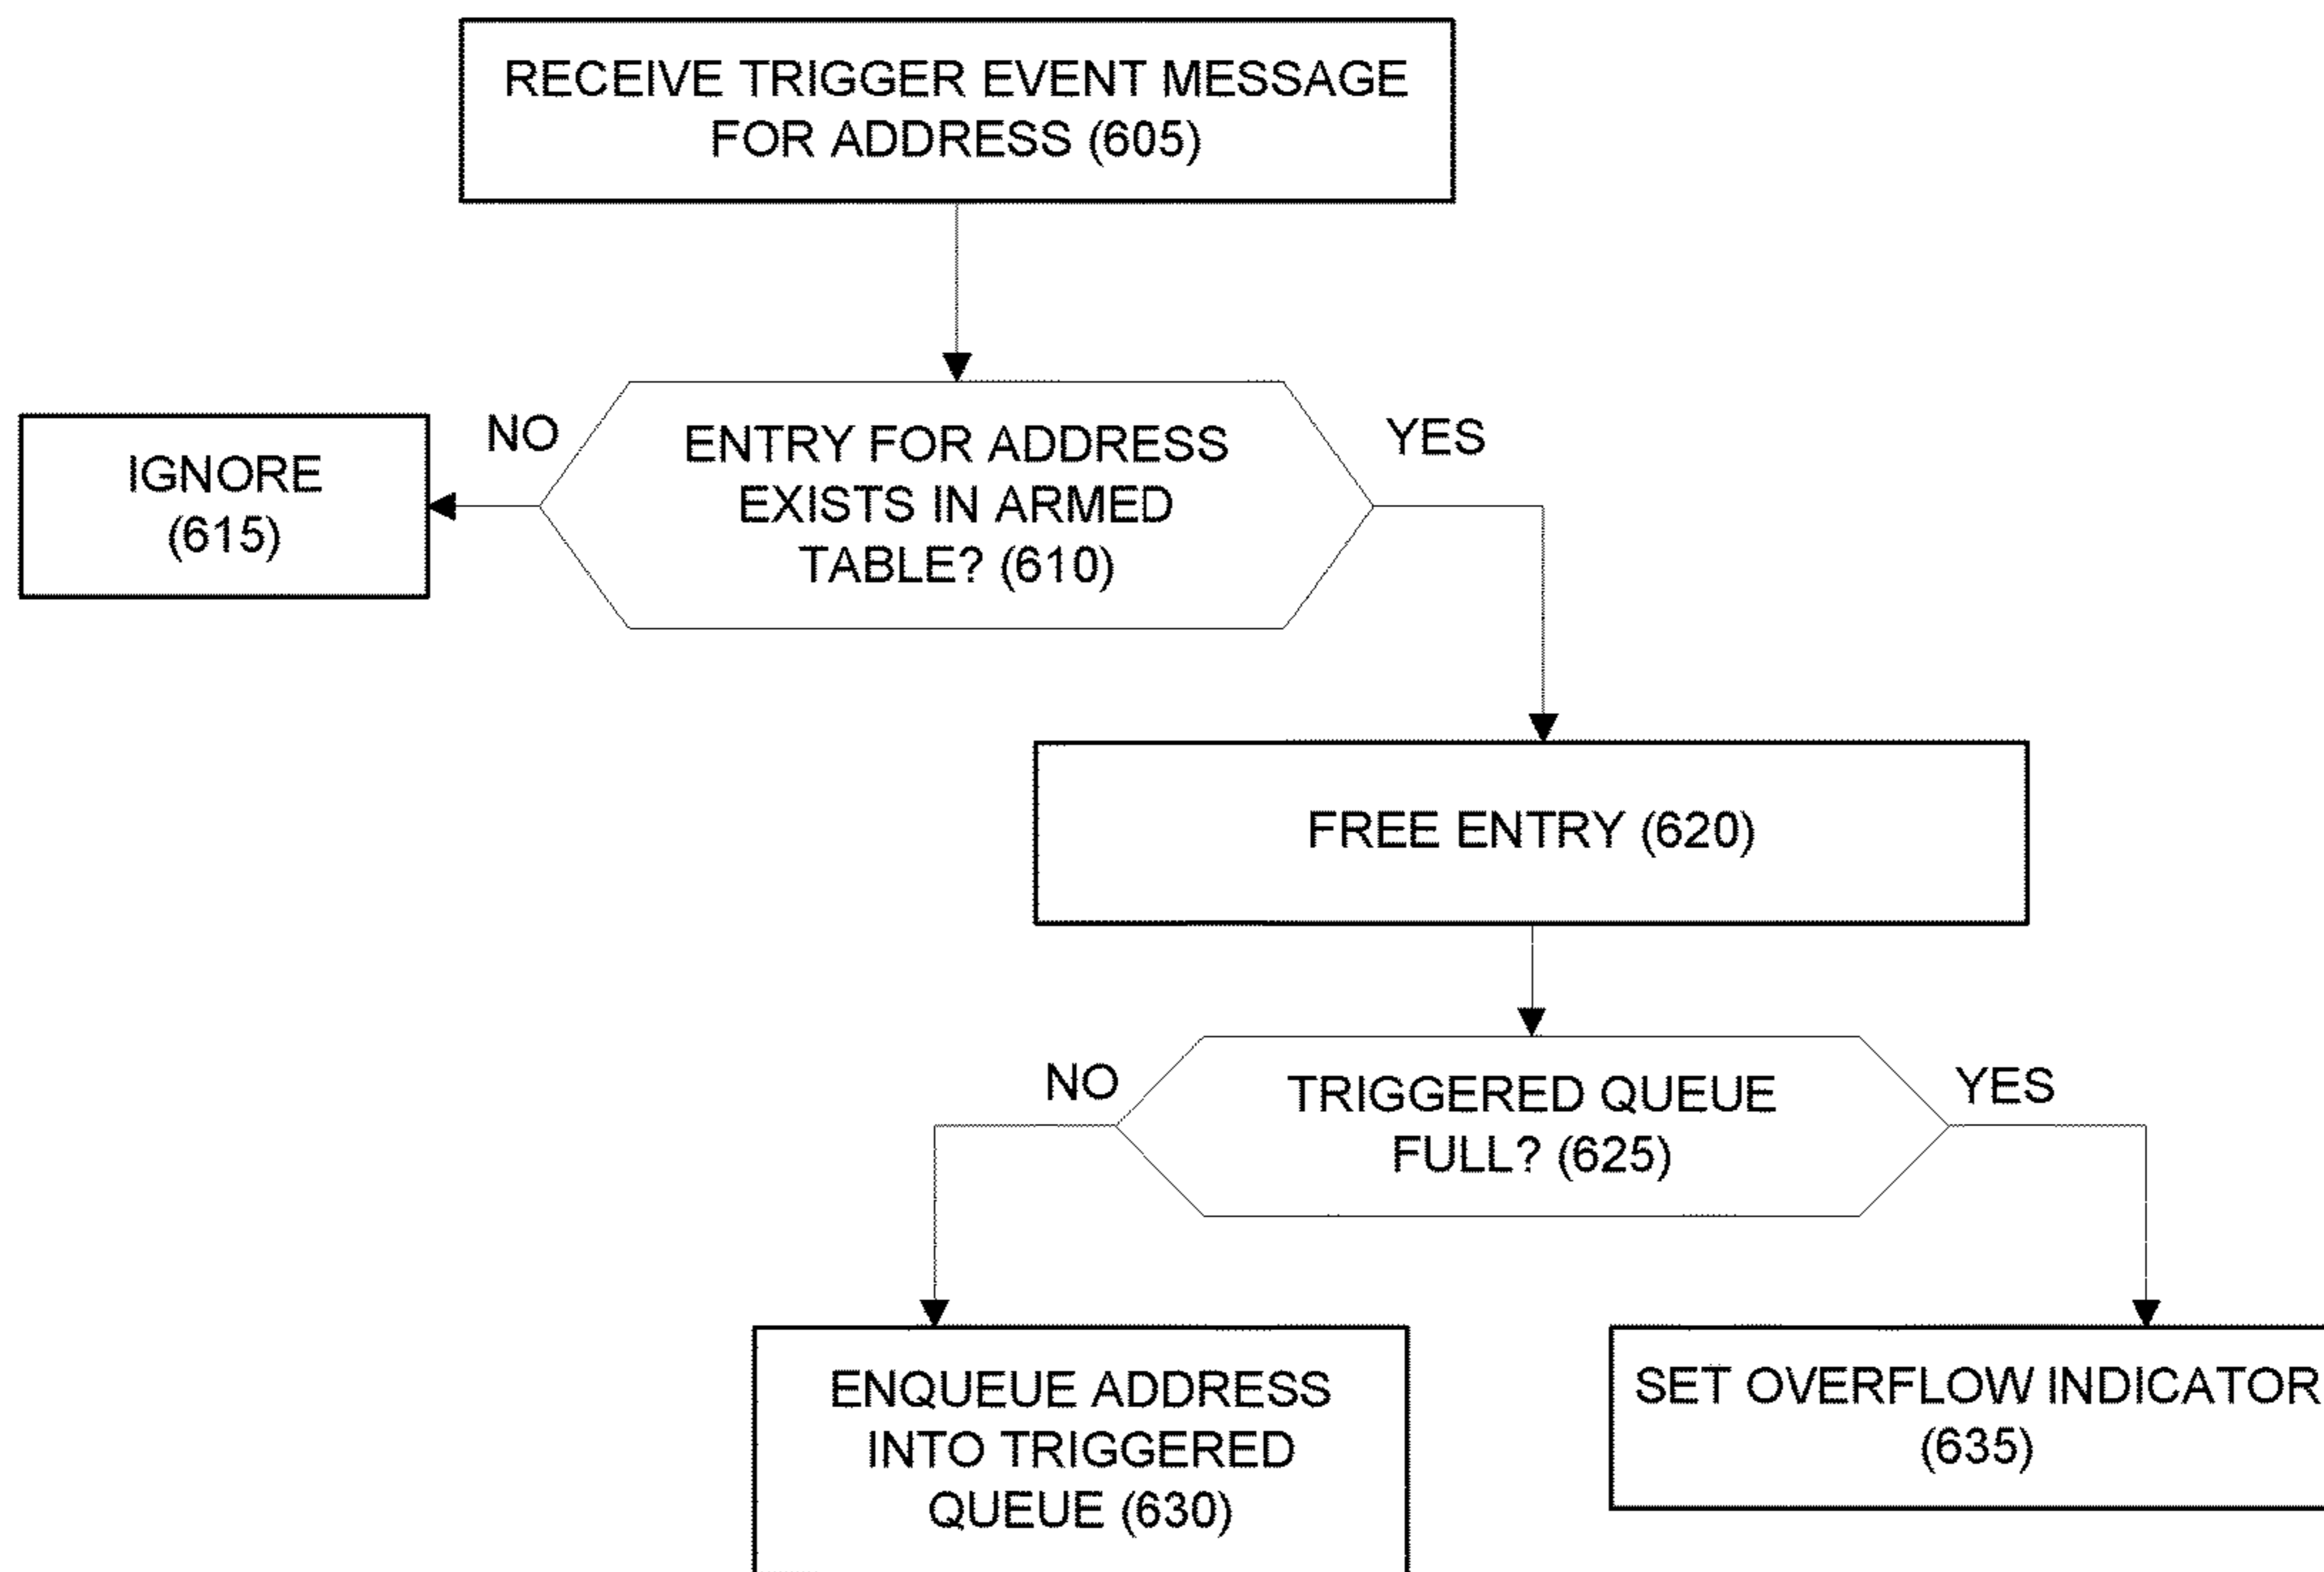 RECEIVE TRIGGER EVENT MESSAGE
FOR ADDRESS (605)
NO
ENTRY FOR ADDRESS
EXISTS IN ARMED
TABLE? (610)
YES
IGNORE
(615)
FREE ENTRY (620)
NO
TRIGGERED QUEUE
FULL? (625)
YES
ENQUEUE ADDRESS
INTO TRIGGERED
QUEUE (630)
SET OVERFLOW INDICATOR
(635)